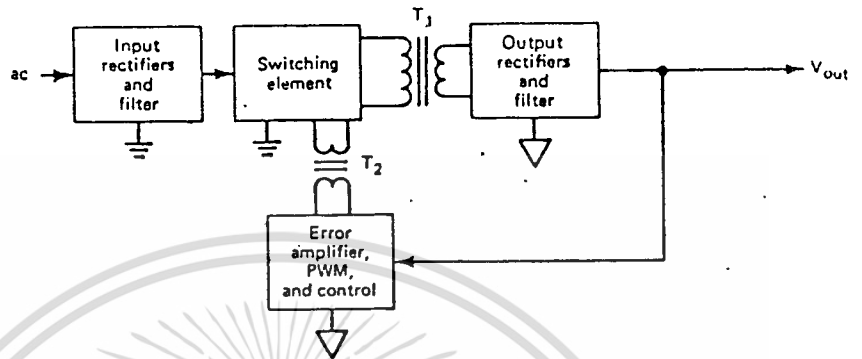 T1
Input
rectifiers
and
filter
Switching
element
Output
rectifiers
and
filter
ac
Vout
T2
Error
amplifier,
PWM,
and control